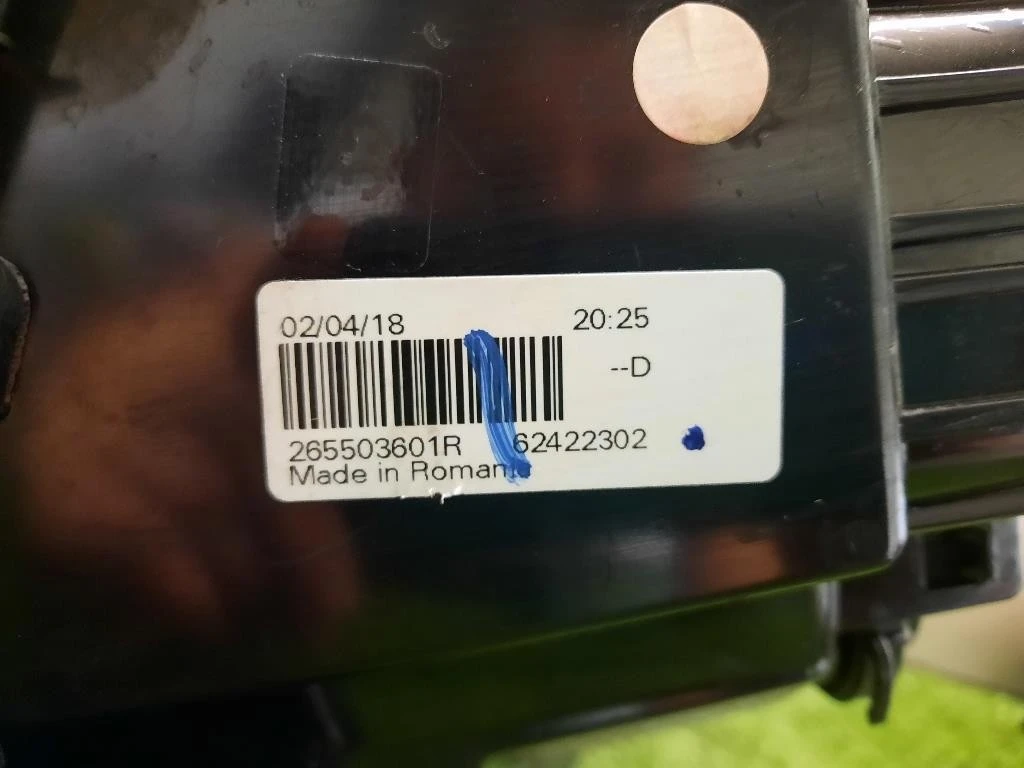 02/04/18 20:25
--D
265503601R 62422302
Made in Romania